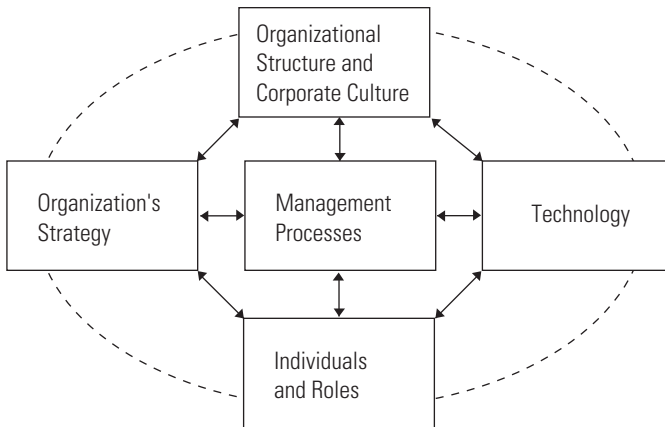 Organizational
Structure and
Corporate Culture
Organization's
Strategy
Management
Processes
Technology
Individuals
and Roles